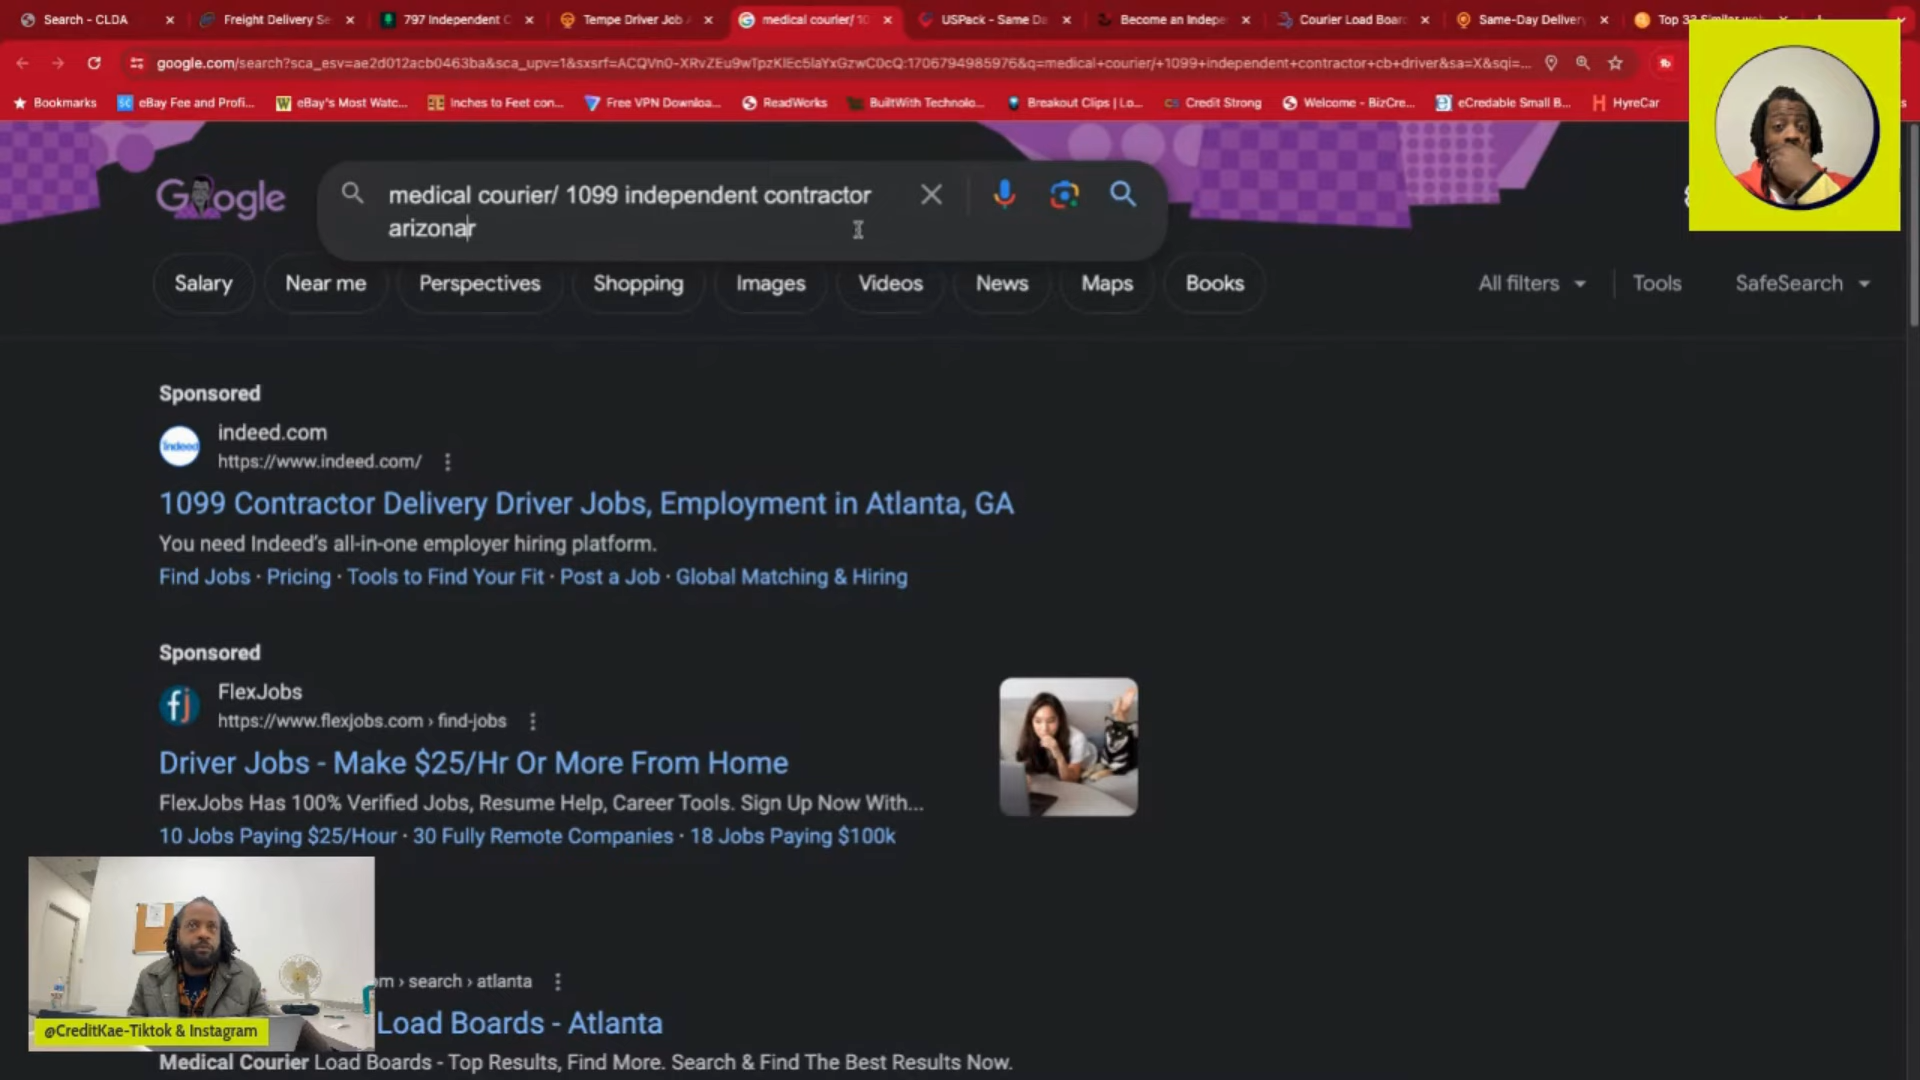 Search - CLDA
Freight Delivery Se
797 Independent C
Tempe Driver Job
medical courier/ 10
USPack - Same Da
Become an Indepe
Courier Load Boar
Same-Day Deliver
Top 33 Similar we
google.com/search?sca_esv=ae2d012acb0463ba&sca_upv=1&sxsrf=ACQVn0-XRvZEu9wTpzKlEc5laYxGzwC0cQ:1706794985976&q=medical+courier/+1099+independent+contractor+cb+driver&sa=X&sqi=...
Bookmarks
eBay Fee and Profi...
eBay's Most Watc...
Inches to Feet con...
Free VPN Downloa...
ReadWorks
BuiltWith Technolo...
Breakout Clips | Lo...
Credit Strong
Welcome - BizCre...
eCredable Small B...
HyreCar
Google
medical courier/ 1099 independent contractor
arizonar
Salary
Near me
Perspectives
Shopping
Images
Videos
News
Maps
Books
All filters
Tools
SafeSearch
Sponsored
Indeed
indeed.com
https://www.indeed.com/
1099 Contractor Delivery Driver Jobs, Employment in Atlanta, GA
You need Indeed's all-in-one employer hiring platform.
Find Jobs · Pricing · Tools to Find Your Fit · Post a Job · Global Matching & Hiring
Sponsored
fj
FlexJobs
https://www.flexjobs.com › find-jobs
Driver Jobs - Make $25/Hr Or More From Home
FlexJobs Has 100% Verified Jobs, Resume Help, Career Tools. Sign Up Now With...
10 Jobs Paying $25/Hour · 30 Fully Remote Companies · 18 Jobs Paying $100k
om › search › atlanta
Load Boards - Atlanta
@CreditKae-Tiktok & Instagram
Medical Courier Load Boards - Top Results, Find More. Search & Find The Best Results Now.